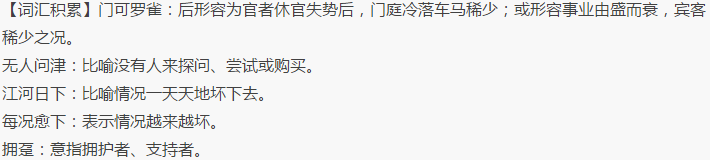 【词汇积累】门可罗雀：后形容为官者休官失势后，门庭冷落车马稀少；或形容事业由盛而衰，宾客
稀少之况。
无人问津：比喻没有人来探问、尝试或购买。
江河日下：比喻情况一天天地坏下去。
每况愈下：表示情况越来越坏。
拥趸：意指拥护者、支持者。